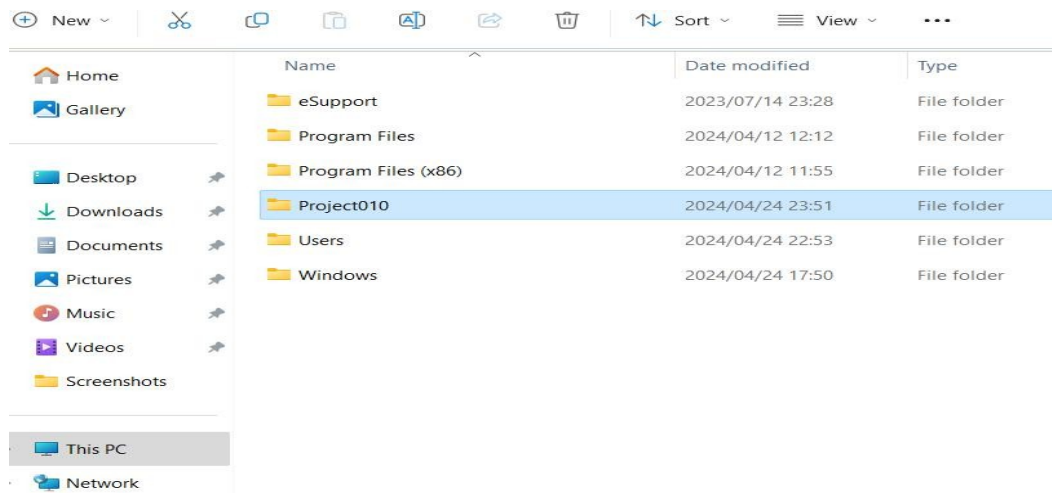 New Sort View
Name Date modified Type
Home
Gallery
Desktop
Downloads
Documents
Pictures
Music
Videos
Screenshots
This PC
Network
eSupport 2023/07/14 23:28 File folder
Program Files 2024/04/12 12:12 File folder
Program Files (x86) 2024/04/12 11:55 File folder
Project010 2024/04/24 23:51 File folder
Users 2024/04/24 22:53 File folder
Windows 2024/04/24 17:50 File folder